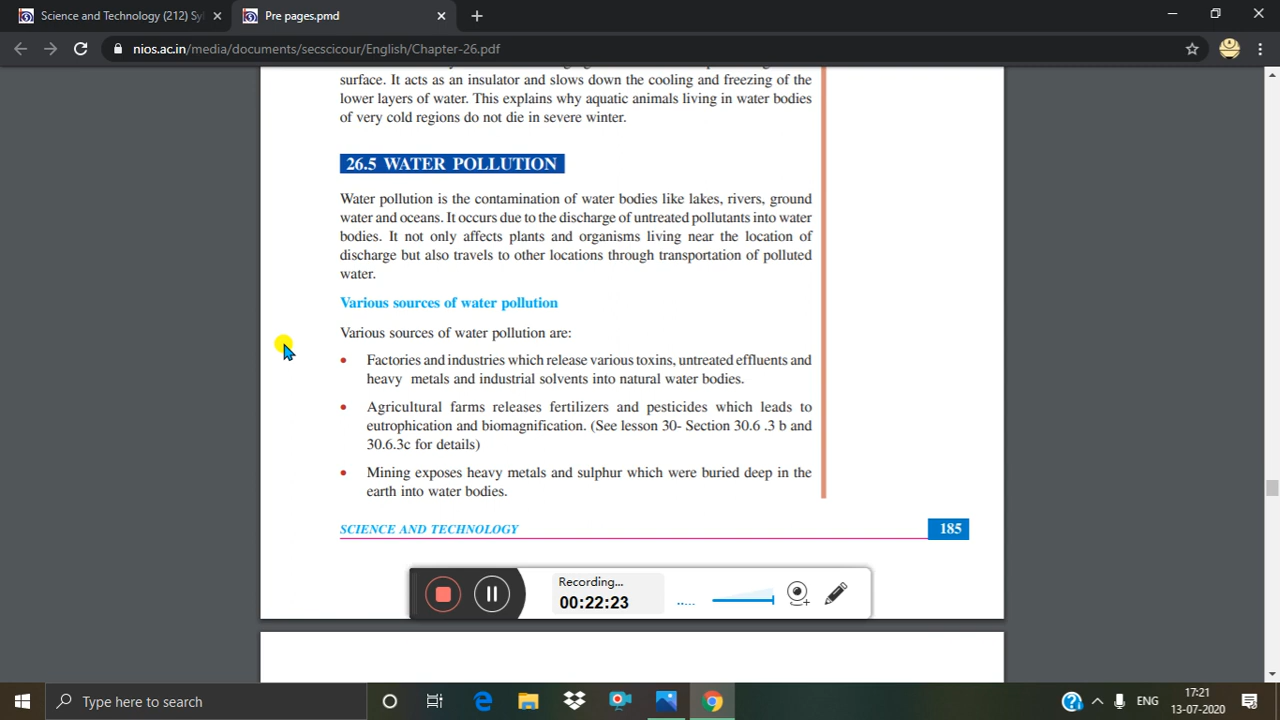 Science and Technology (212) Syl
Pre pages.pmd
nios.ac.in/media/documents/secscicour/English/Chapter-26.pdf
surface. It acts as an insulator and slows down the cooling and freezing of the
lower layers of water. This explains why aquatic animals living in water bodies
of very cold regions do not die in severe winter.
26.5 WATER POLLUTION
Water pollution is the contamination of water bodies like lakes, rivers, ground
water and oceans. It occurs due to the discharge of untreated pollutants into water
bodies. It not only affects plants and organisms living near the location of
discharge but also travels to other locations through transportation of polluted
water.
Various sources of water pollution
Various sources of water pollution are:
• Factories and industries which release various toxins, untreated effluents and
heavy metals and industrial solvents into natural water bodies.
• Agricultural farms releases fertilizers and pesticides which leads to
eutrophication and biomagnification. (See lesson 30- Section 30.6 .3 b and
30.6.3c for details)
• Mining exposes heavy metals and sulphur which were buried deep in the
earth into water bodies.
SCIENCE AND TECHNOLOGY
185
Recording...
00:22:23
Type here to search
ENG
17:21
13-07-2020